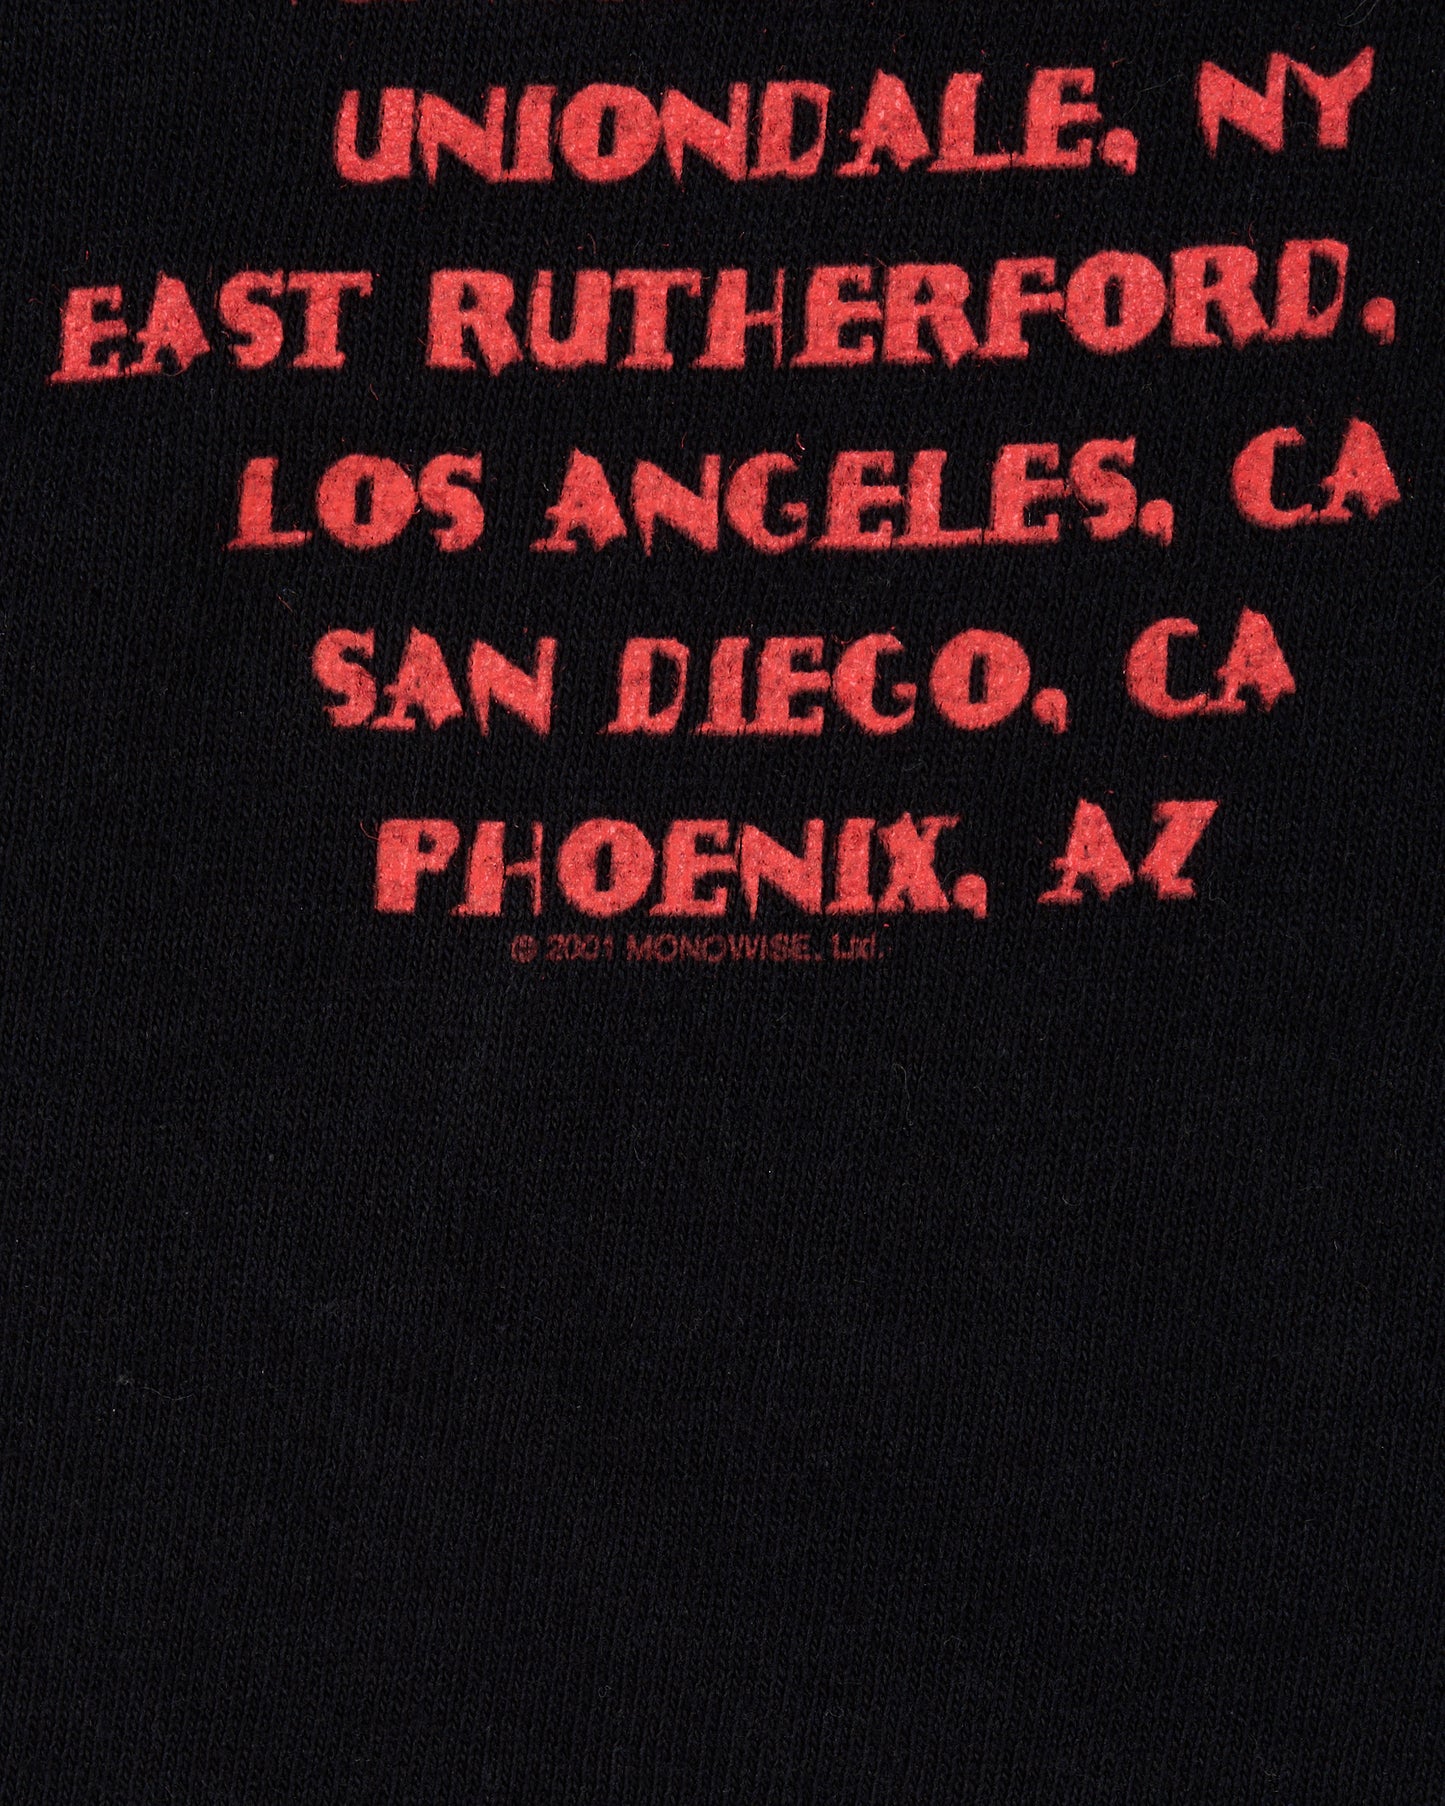 UNIONDALE, NY
EAST RUTHERFORD,
LOS ANGELES, CA
SAN DIEGO, CA
PHOENIX, AZ
© 2001 MONOWISE, Ltd.